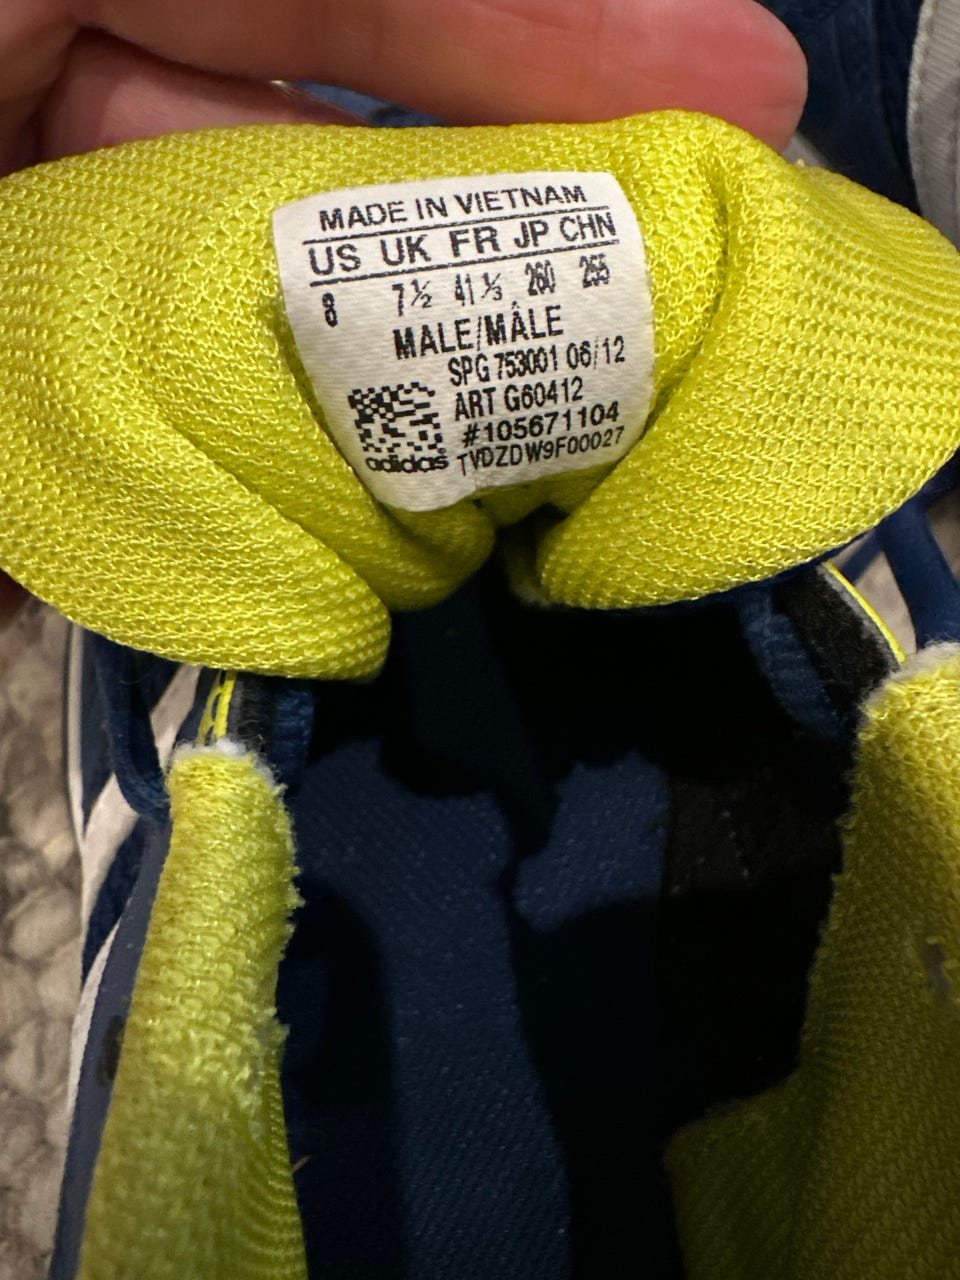 MADE IN VIETNAM
US UK FR JP CHN
8 7½ 41⅓ 260 255
MALE/MÂLE
SPG 753001 06/12
ART G60412
#105671104
adidas® TVDZDW9F00027